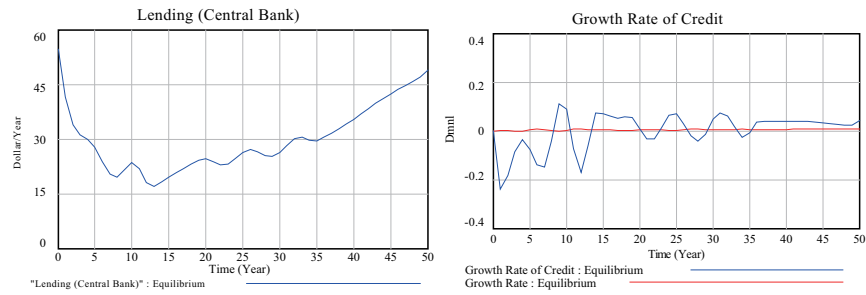 Lending (Central Bank)
60
45
30
15
0
Dollar/Year
0 5 10 15 20 25 30 35 40 45 50
Time (Year)
"Lending (Central Bank)" : Equilibrium
Growth Rate of Credit
0.4
0.2
0
-0.2
-0.4
Dmnl
0 5 10 15 20 25 30 35 40 45 50
Time (Year)
Growth Rate of Credit : Equilibrium
Growth Rate : Equilibrium